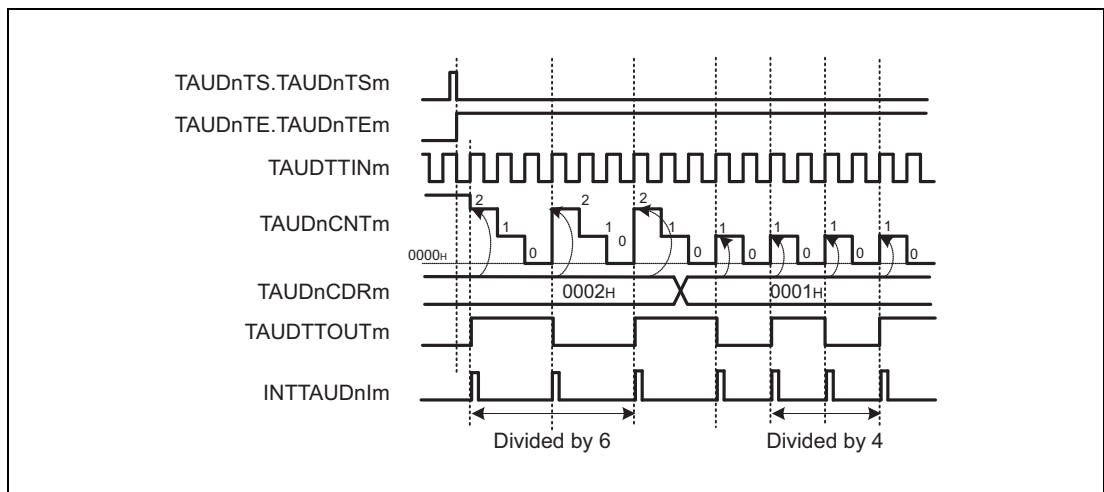 TAUDnTS.TAUDnTSm
TAUDnTE.TAUDnTEm
TAUDTTINm
TAUDnCNTm
2 1 0 2 1 0 2 1 0 1 0 1 0 1 0 1 0
0000H
TAUDnCDRm
0002H 0001H
TAUDTTOUTm
INTTAUDnIm
Divided by 6 Divided by 4